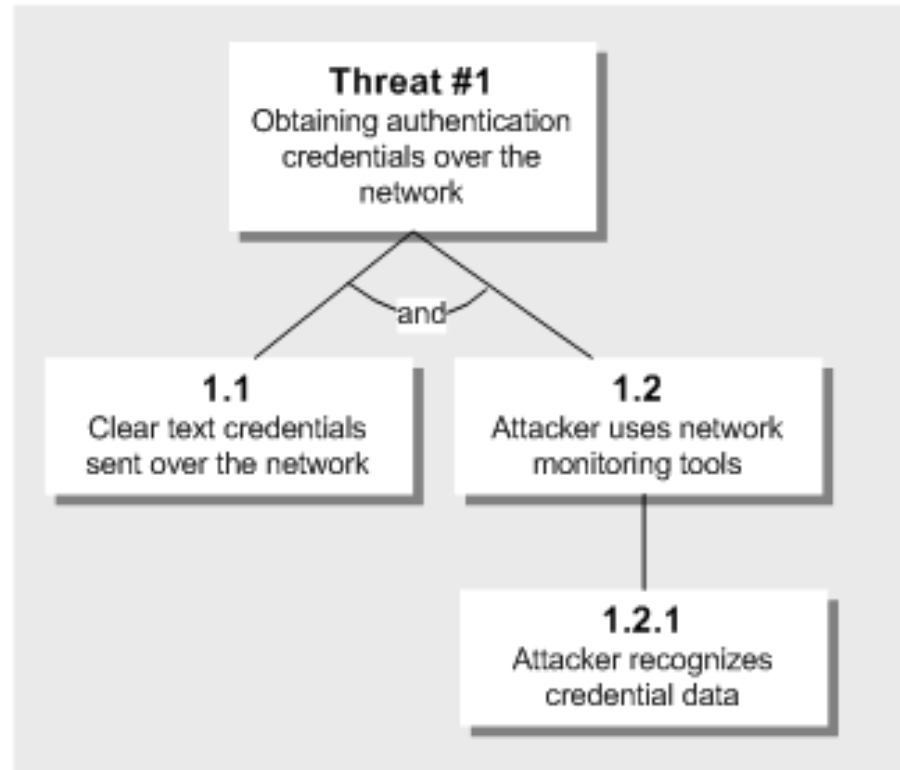 Threat #1
Obtaining authentication
credentials over the
network
and
1.1
Clear text credentials
sent over the network
1.2
Attacker uses network
monitoring tools
1.2.1
Attacker recognizes
credential data